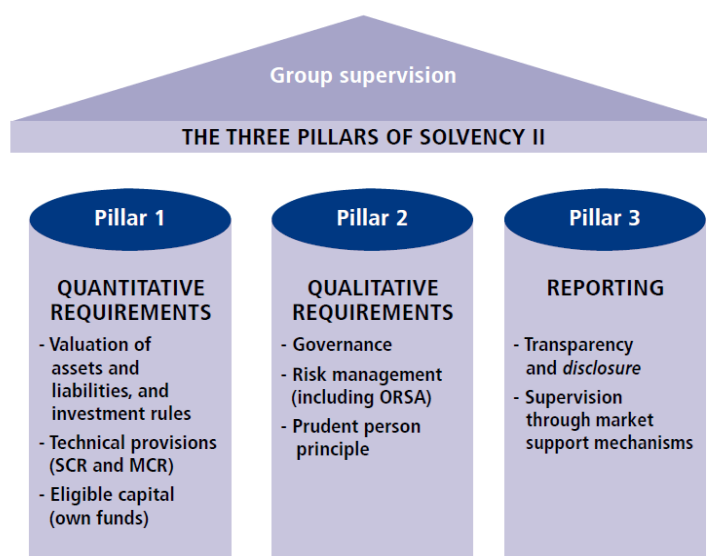 Group supervision
THE THREE PILLARS OF SOLVENCY II
Pillar 1
QUANTITATIVE
REQUIREMENTS
- Valuation of
assets and
liabilities, and
investment rules
- Technical provisions
(SCR and MCR)
- Eligible capital
(own funds)
Pillar 2
QUALITATIVE
REQUIREMENTS
- Governance
- Risk management
(including ORSA)
- Prudent person
principle
Pillar 3
REPORTING
- Transparency
and disclosure
- Supervision
through market
support mechanisms